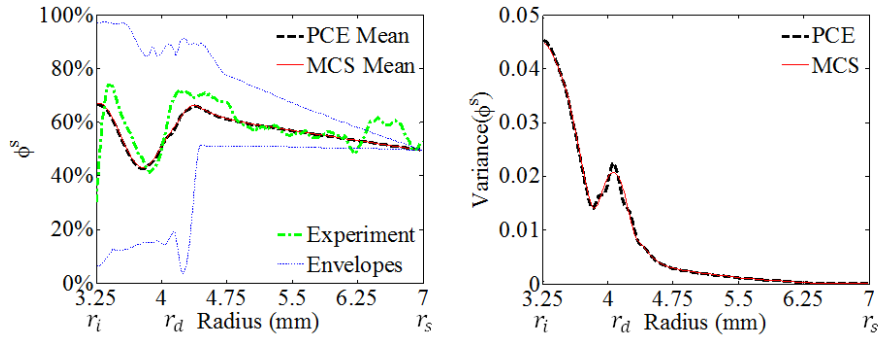 100%
80%
60%
40%
20%
0%
ϕˢ
PCE Mean
MCS Mean
Experiment
Envelopes
3.25 4 4.75 5.5 6.25 7
rᵢ r_d Radius (mm) rₛ
0.05
0.04
0.03
0.02
0.01
0
Variance(ϕˢ)
PCE
MCS
3.25 4 4.75 5.5 6.25 7
rᵢ r_d Radius (mm) rₛ